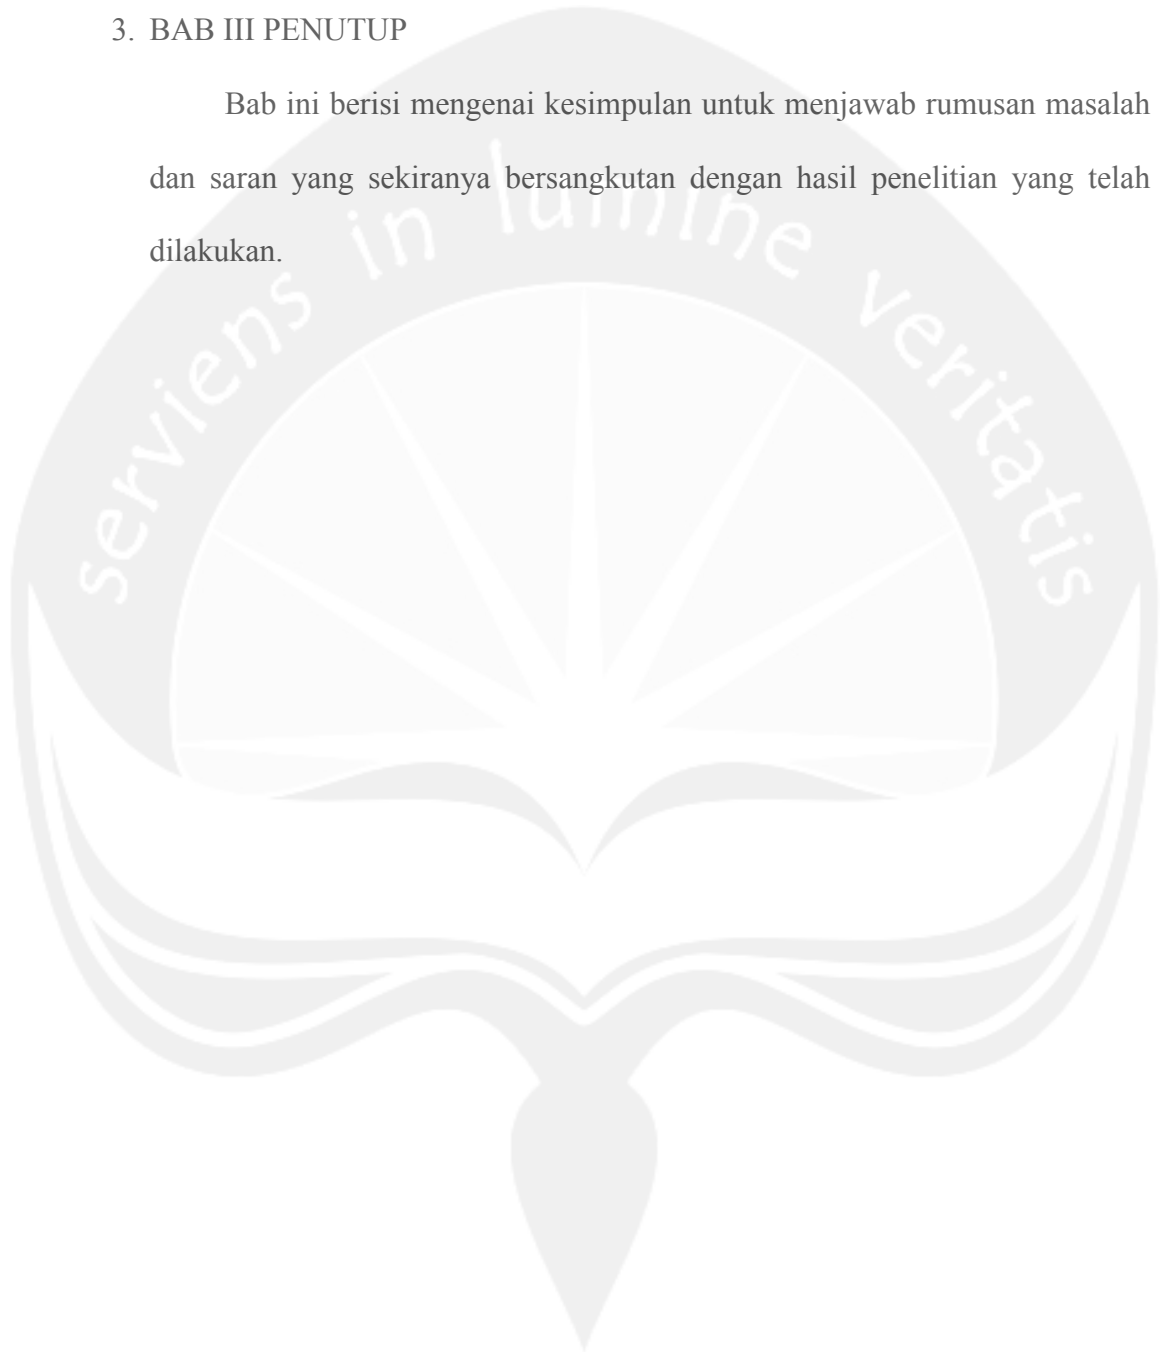 3. BAB III PENUTUP
Bab ini berisi mengenai kesimpulan untuk menjawab rumusan masalah
dan saran yang sekiranya bersangkutan dengan hasil penelitian yang telah
dilakukan.
serviens in lumine veritatis